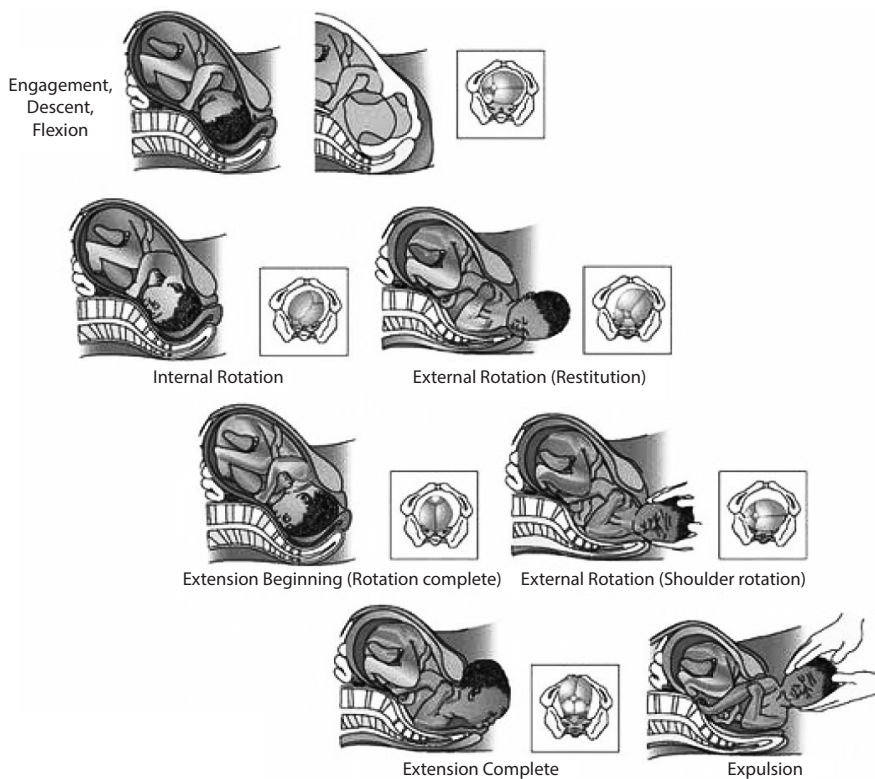 Engagement,
Descent,
Flexion
Internal Rotation
External Rotation (Restitution)
Extension Beginning (Rotation complete)
External Rotation (Shoulder rotation)
Extension Complete
Expulsion